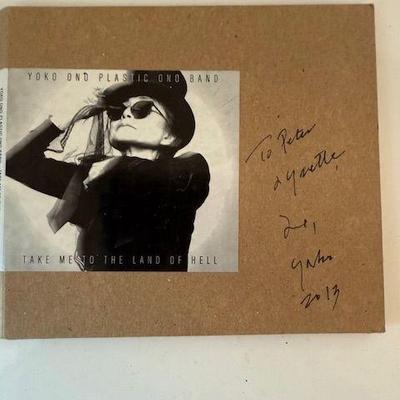 YOKO ONO PLASTIC ONO BAND
TAKE ME TO THE LAND OF HELL
To Peter
& Yvette,
love,
yoko
2013